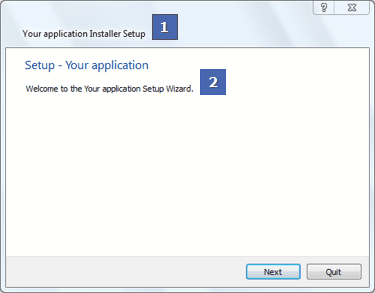 ?
Your application Installer Setup 1
Setup - Your application
Welcome to the Your application Setup Wizard. 2
Next Quit